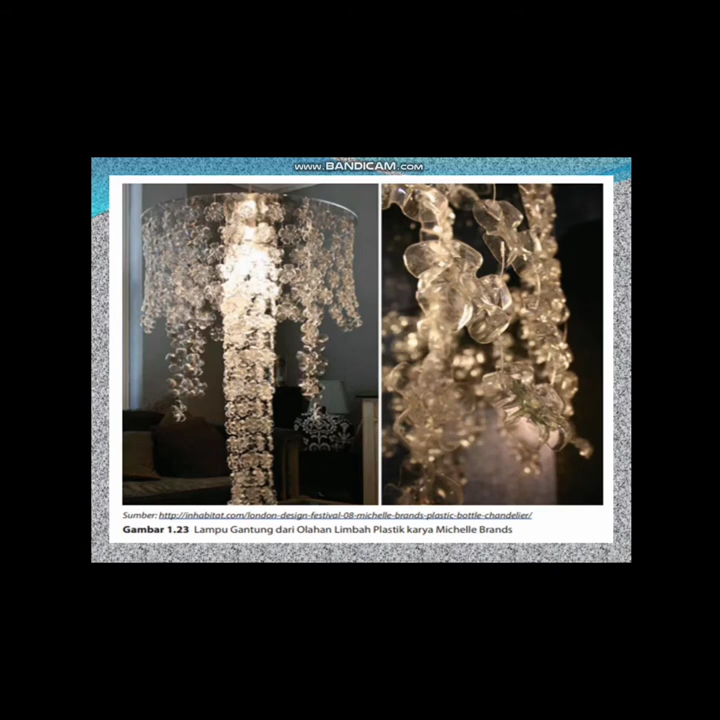 WWW.BANDICAM.COM
Sumber: http://inhabitat.com/london-design-festival-08-michelle-brands-plastic-bottle-chandelier/
Gambar 1.23 Lampu Gantung dari Olahan Limbah Plastik karya Michelle Brands